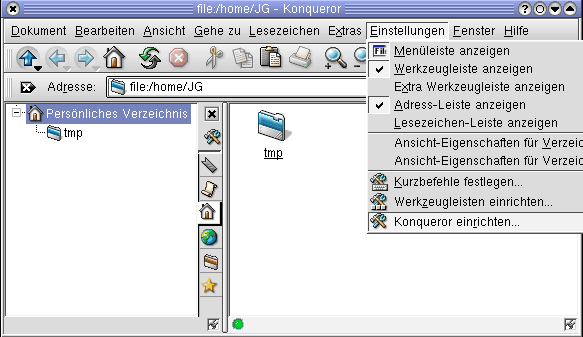 file:/home/JG - Konqueror
Dokument Bearbeiten Ansicht Gehe zu Lesezeichen Extras Einstellungen Fenster Hilfe
Adresse: file:/home/JG
Persönliches Verzeichnis
tmp
tmp
Menüleiste anzeigen
Werkzeugleiste anzeigen
Extra Werkzeugleiste anzeigen
Adress-Leiste anzeigen
Lesezeichen-Leiste anzeigen
Ansicht-Eigenschaften für Verzeic
Ansicht-Eigenschaften für Verzeic
Kurzbefehle festlegen...
Werkzeugleisten einrichten...
Konqueror einrichten...